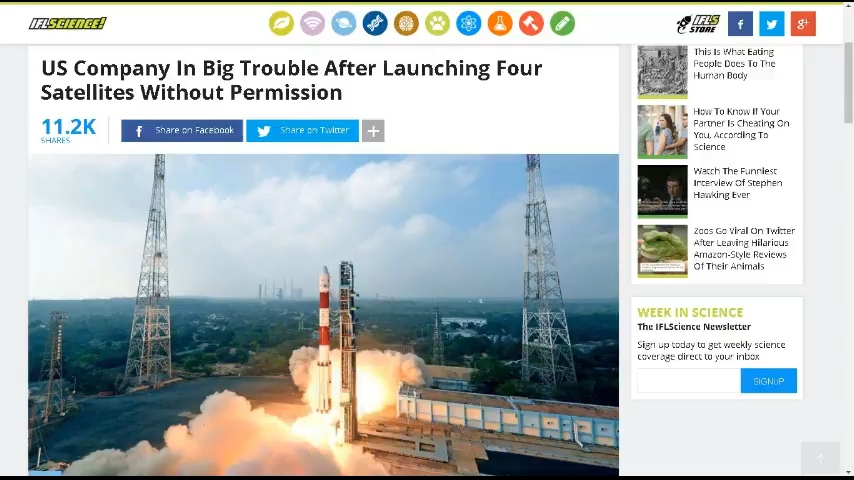 IFLSCIENCE!
IFLS
STORE
US Company In Big Trouble After Launching Four
Satellites Without Permission
11.2K
SHARES
Share on Facebook
Share on Twitter
This Is What Eating
People Does To The
Human Body
How To Know If Your
Partner Is Cheating On
You, According To
Science
Watch The Funniest
Interview Of Stephen
Hawking Ever
Zoos Go Viral On Twitter
After Leaving Hilarious
Amazon-Style Reviews
Of Their Animals
WEEK IN SCIENCE
The IFLScience Newsletter
Sign up today to get weekly science
coverage direct to your inbox
SIGNUP